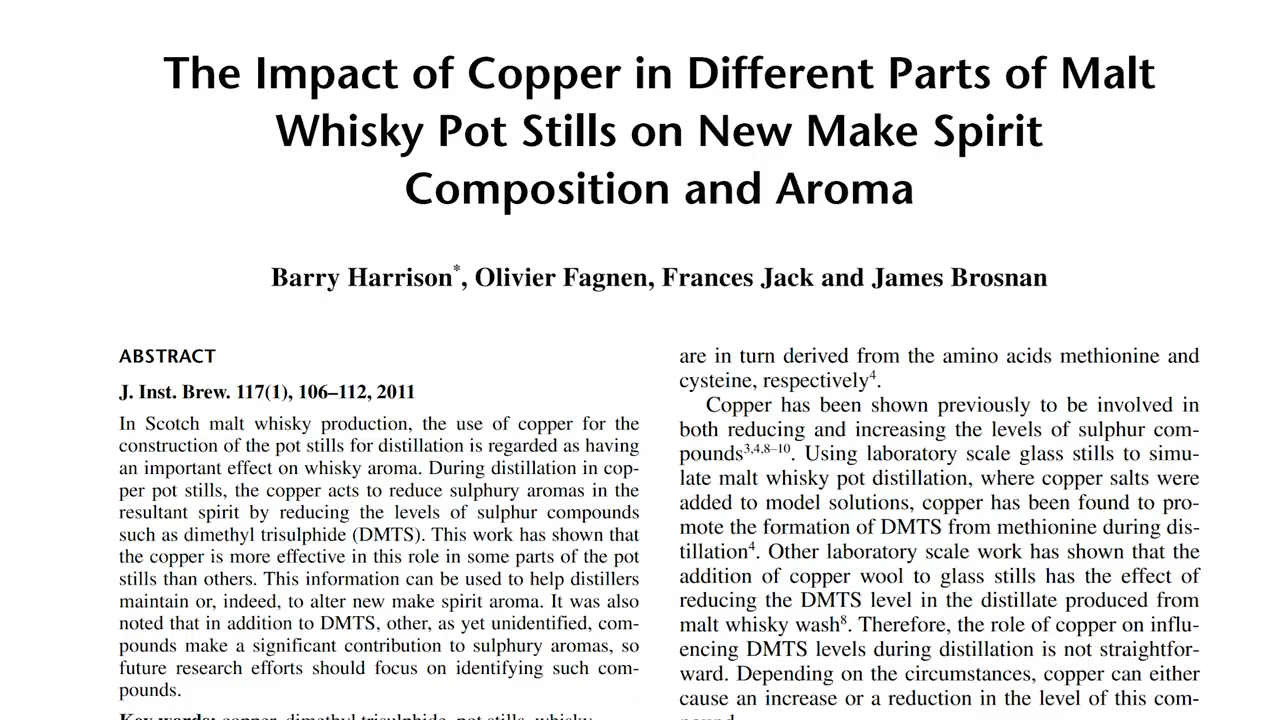 The Impact of Copper in Different Parts of Malt
Whisky Pot Stills on New Make Spirit
Composition and Aroma
Barry Harrison*, Olivier Fagnen, Frances Jack and James Brosnan
ABSTRACT
J. Inst. Brew. 117(1), 106–112, 2011
In Scotch malt whisky production, the use of copper for the
construction of the pot stills for distillation is regarded as having
an important effect on whisky aroma. During distillation in cop-
per pot stills, the copper acts to reduce sulphury aromas in the
resultant spirit by reducing the levels of sulphur compounds
such as dimethyl trisulphide (DMTS). This work has shown that
the copper is more effective in this role in some parts of the pot
stills than others. This information can be used to help distillers
maintain or, indeed, to alter new make spirit aroma. It was also
noted that in addition to DMTS, other, as yet unidentified, com-
pounds make a significant contribution to sulphury aromas, so
future research efforts should focus on identifying such com-
pounds.
Key words: copper, dimethyl trisulphide, pot stills, whisky
are in turn derived from the amino acids methionine and
cysteine, respectively4.
Copper has been shown previously to be involved in
both reducing and increasing the levels of sulphur com-
pounds3,4,8–10. Using laboratory scale glass stills to simu-
late malt whisky pot distillation, where copper salts were
added to model solutions, copper has been found to pro-
mote the formation of DMTS from methionine during dis-
tillation4. Other laboratory scale work has shown that the
addition of copper wool to glass stills has the effect of
reducing the DMTS level in the distillate produced from
malt whisky wash8. Therefore, the role of copper on influ-
encing DMTS levels during distillation is not straightfor-
ward. Depending on the circumstances, copper can either
cause an increase or a reduction in the level of this com-